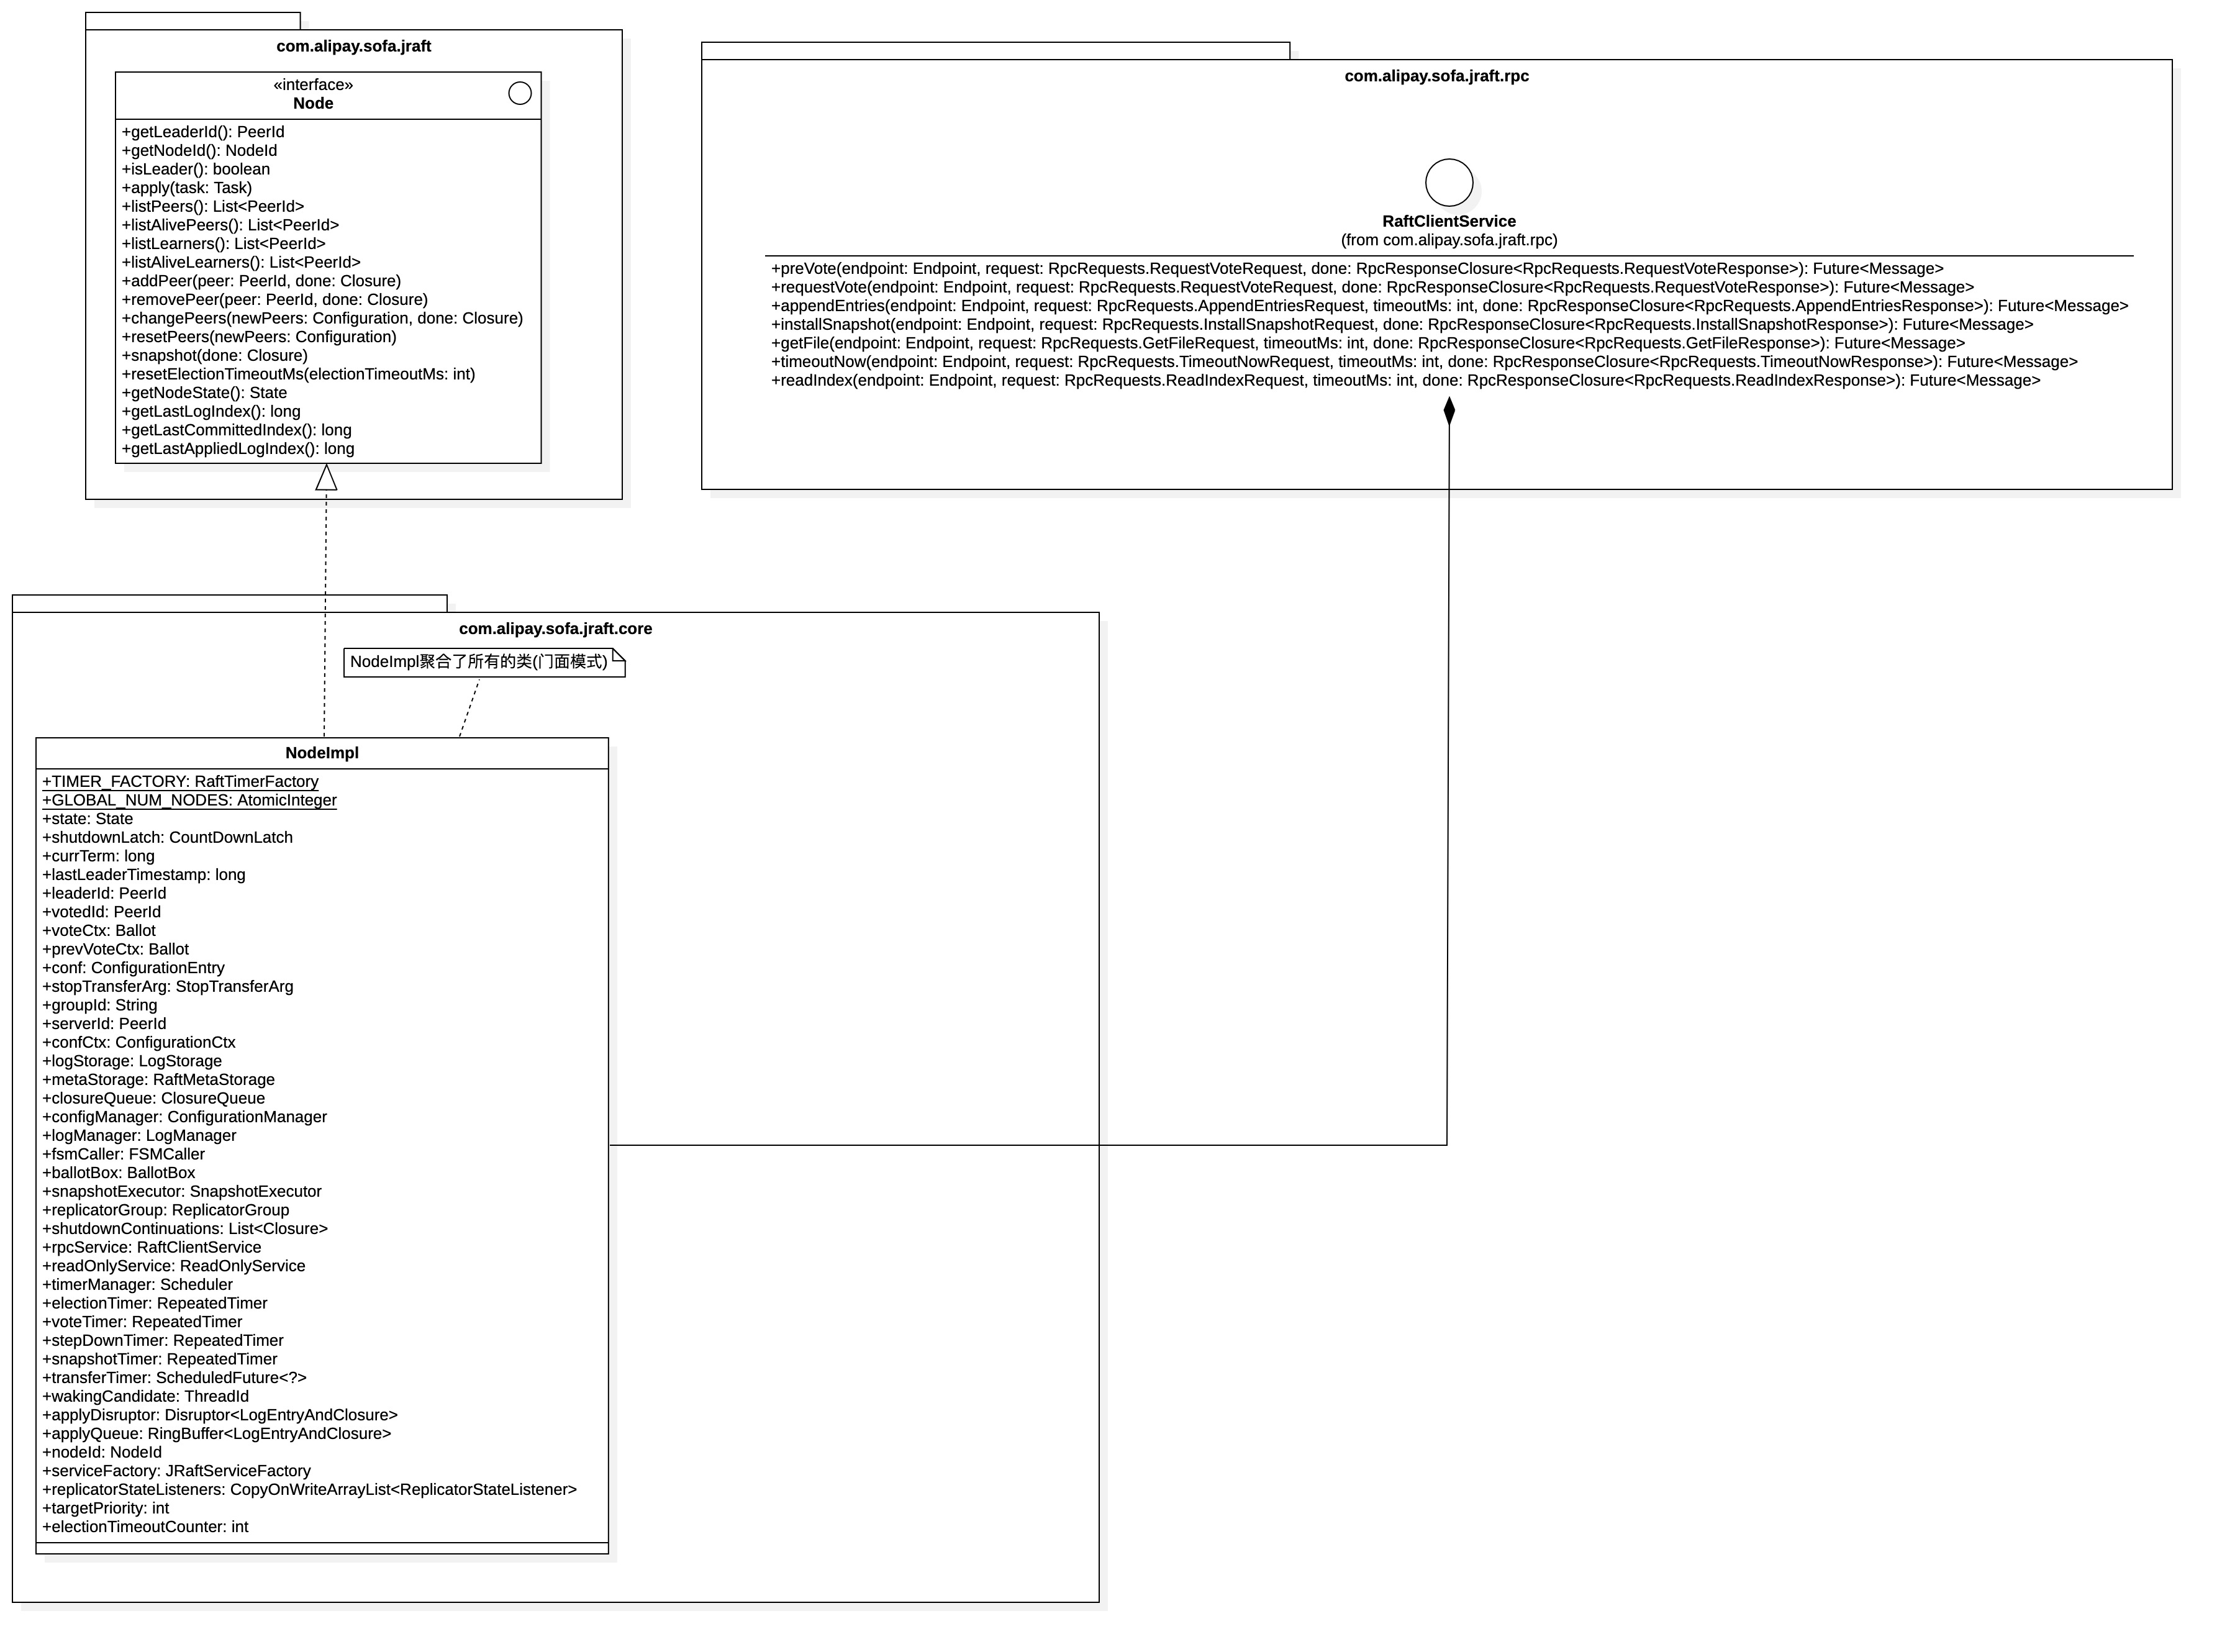 com.alipay.sofa.jraft
«interface»
Node
+getLeaderId(): PeerId
+getNodeId(): NodeId
+isLeader(): boolean
+apply(task: Task)
+listPeers(): List<PeerId>
+listAlivePeers(): List<PeerId>
+listLearners(): List<PeerId>
+listAliveLearners(): List<PeerId>
+addPeer(peer: PeerId, done: Closure)
+removePeer(peer: PeerId, done: Closure)
+changePeers(newPeers: Configuration, done: Closure)
+resetPeers(newPeers: Configuration)
+snapshot(done: Closure)
+resetElectionTimeoutMs(electionTimeoutMs: int)
+getNodeState(): State
+getLastLogIndex(): long
+getLastCommittedIndex(): long
+getLastAppliedLogIndex(): long
com.alipay.sofa.jraft.rpc
RaftClientService
(from com.alipay.sofa.jraft.rpc)
+preVote(endpoint: Endpoint, request: RpcRequests.RequestVoteRequest, done: RpcResponseClosure<RpcRequests.RequestVoteResponse>): Future<Message>
+requestVote(endpoint: Endpoint, request: RpcRequests.RequestVoteRequest, done: RpcResponseClosure<RpcRequests.RequestVoteResponse>): Future<Message>
+appendEntries(endpoint: Endpoint, request: RpcRequests.AppendEntriesRequest, timeoutMs: int, done: RpcResponseClosure<RpcRequests.AppendEntriesResponse>): Future<Message>
+installSnapshot(endpoint: Endpoint, request: RpcRequests.InstallSnapshotRequest, done: RpcResponseClosure<RpcRequests.InstallSnapshotResponse>): Future<Message>
+getFile(endpoint: Endpoint, request: RpcRequests.GetFileRequest, timeoutMs: int, done: RpcResponseClosure<RpcRequests.GetFileResponse>): Future<Message>
+timeoutNow(endpoint: Endpoint, request: RpcRequests.TimeoutNowRequest, timeoutMs: int, done: RpcResponseClosure<RpcRequests.TimeoutNowResponse>): Future<Message>
+readIndex(endpoint: Endpoint, request: RpcRequests.ReadIndexRequest, timeoutMs: int, done: RpcResponseClosure<RpcRequests.ReadIndexResponse>): Future<Message>
com.alipay.sofa.jraft.core
NodeImpl聚合了所有的类(门面模式)
NodeImpl
+TIMER_FACTORY: RaftTimerFactory
+GLOBAL_NUM_NODES: AtomicInteger
+state: State
+shutdownLatch: CountDownLatch
+currTerm: long
+lastLeaderTimestamp: long
+leaderId: PeerId
+votedId: PeerId
+voteCtx: Ballot
+prevVoteCtx: Ballot
+conf: ConfigurationEntry
+stopTransferArg: StopTransferArg
+groupId: String
+serverId: PeerId
+confCtx: ConfigurationCtx
+logStorage: LogStorage
+metaStorage: RaftMetaStorage
+closureQueue: ClosureQueue
+configManager: ConfigurationManager
+logManager: LogManager
+fsmCaller: FSMCaller
+ballotBox: BallotBox
+snapshotExecutor: SnapshotExecutor
+replicatorGroup: ReplicatorGroup
+shutdownContinuations: List<Closure>
+rpcService: RaftClientService
+readOnlyService: ReadOnlyService
+timerManager: Scheduler
+electionTimer: RepeatedTimer
+voteTimer: RepeatedTimer
+stepDownTimer: RepeatedTimer
+snapshotTimer: RepeatedTimer
+transferTimer: ScheduledFuture<?>
+wakingCandidate: ThreadId
+applyDisruptor: Disruptor<LogEntryAndClosure>
+applyQueue: RingBuffer<LogEntryAndClosure>
+nodeId: NodeId
+serviceFactory: JRaftServiceFactory
+replicatorStateListeners: CopyOnWriteArrayList<ReplicatorStateListener>
+targetPriority: int
+electionTimeoutCounter: int